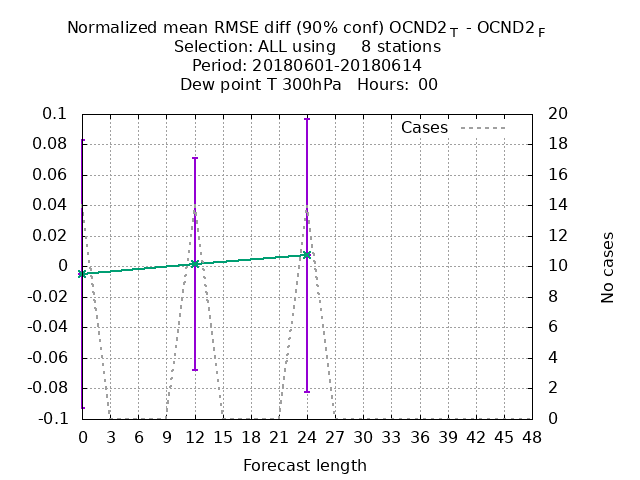 Normalized mean RMSE diff (90% conf) OCND2 T - OCND2 F
Selection: ALL using 8 stations
Period: 20180601-20180614
Dew point T 300hPa Hours: 00
0.1
0.08
0.06
0.04
0.02
0
-0.02
-0.04
-0.06
-0.08
-0.1
Cases
20
18
16
14
12
10
8
6
4
2
0
No cases
0 3 6 9 12 15 18 21 24 27 30 33 36 39 42 45 48
Forecast length